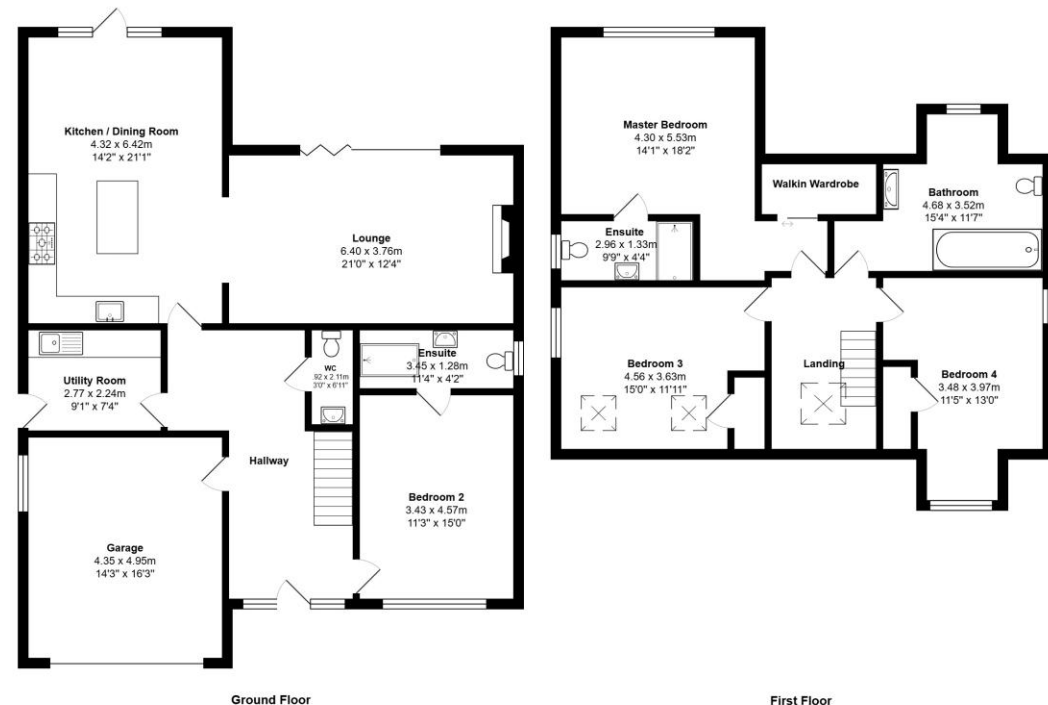 Kitchen / Dining Room
4.32 x 6.42m
14'2" x 21'1"
Lounge
6.40 x 3.76m
21'0" x 12'4"
Utility Room
2.77 x 2.24m
9'1" x 7'4"
WC
.92 x 2.11m
3'0" x 6'11"
Ensuite
3.45 x 1.28m
11'4" x 4'2"
Hallway
Bedroom 2
3.43 x 4.57m
11'3" x 15'0"
Garage
4.35 x 4.95m
14'3" x 16'3"
Ground Floor
Master Bedroom
4.30 x 5.53m
14'1" x 18'2"
Walkin Wardrobe
Bathroom
4.68 x 3.52m
15'4" x 11'7"
Ensuite
2.96 x 1.33m
9'9" x 4'4"
Bedroom 3
4.56 x 3.63m
15'0" x 11'11"
Landing
Bedroom 4
3.48 x 3.97m
11'5" x 13'0"
First Floor